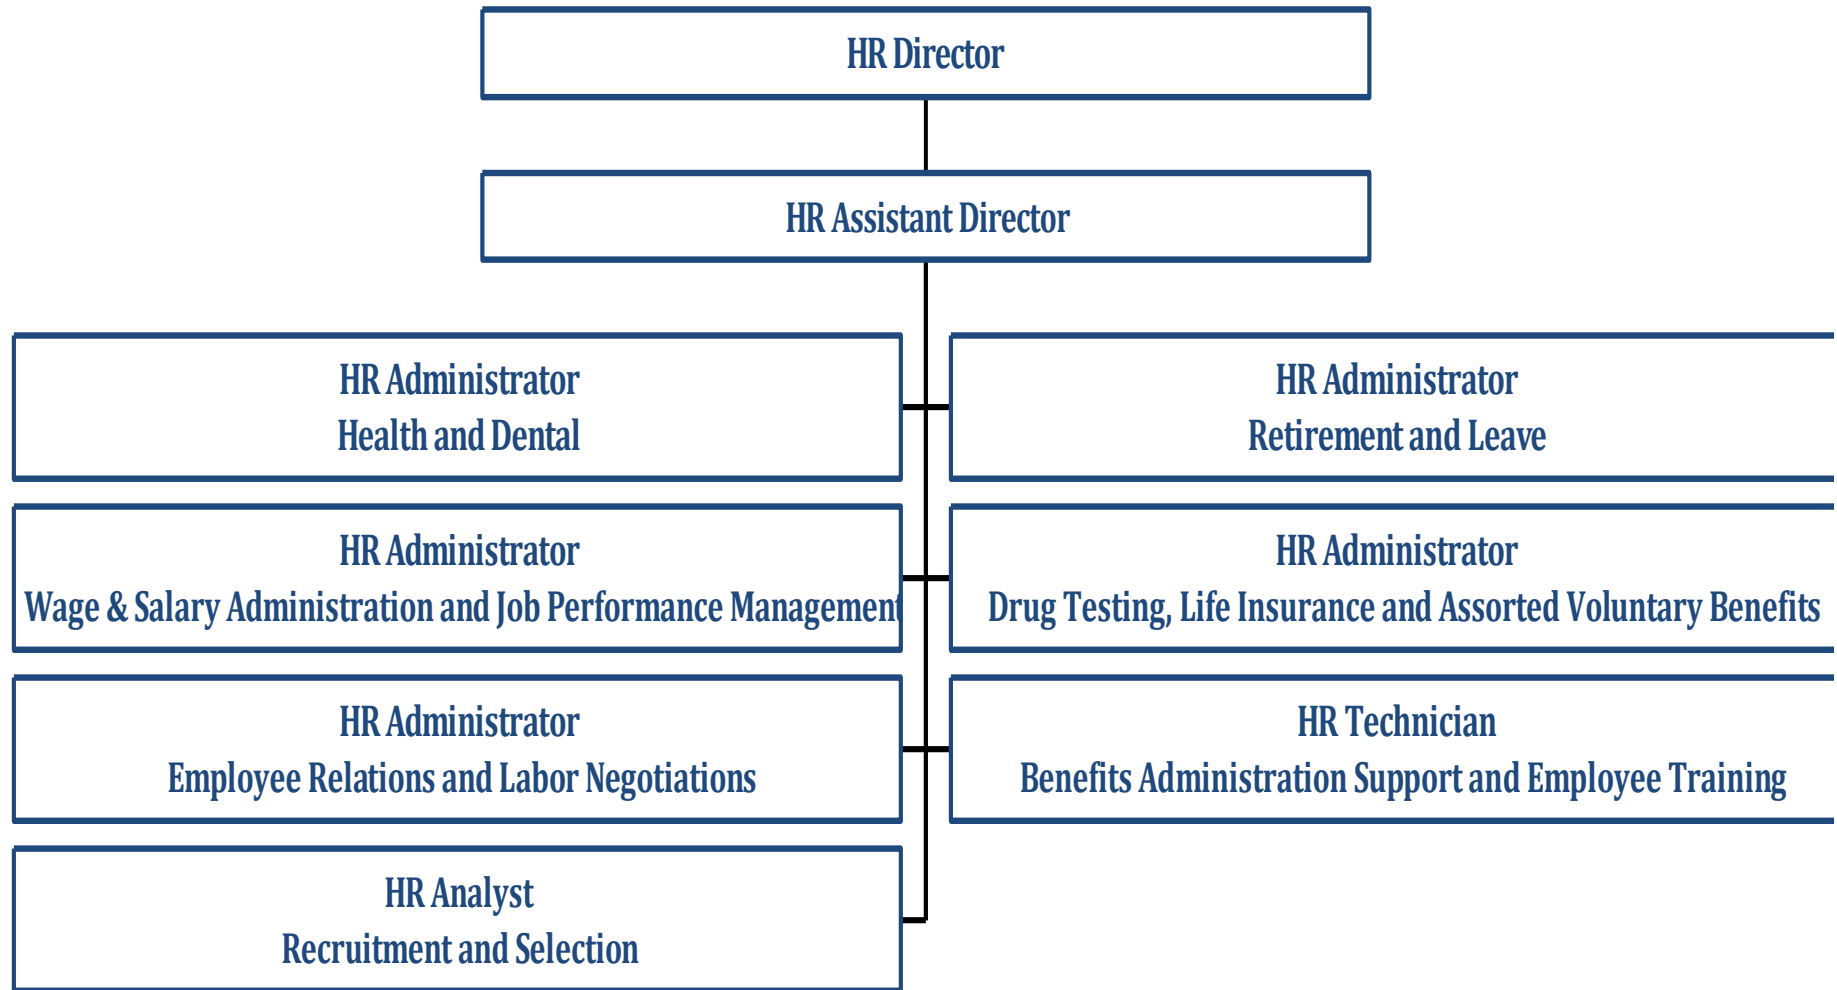 HR Director
HR Assistant Director
HR Administrator
Health and Dental
HR Administrator
Retirement and Leave
HR Administrator
Wage & Salary Administration and Job Performance Management
HR Administrator
Drug Testing, Life Insurance and Assorted Voluntary Benefits
HR Administrator
Employee Relations and Labor Negotiations
HR Technician
Benefits Administration Support and Employee Training
HR Analyst
Recruitment and Selection